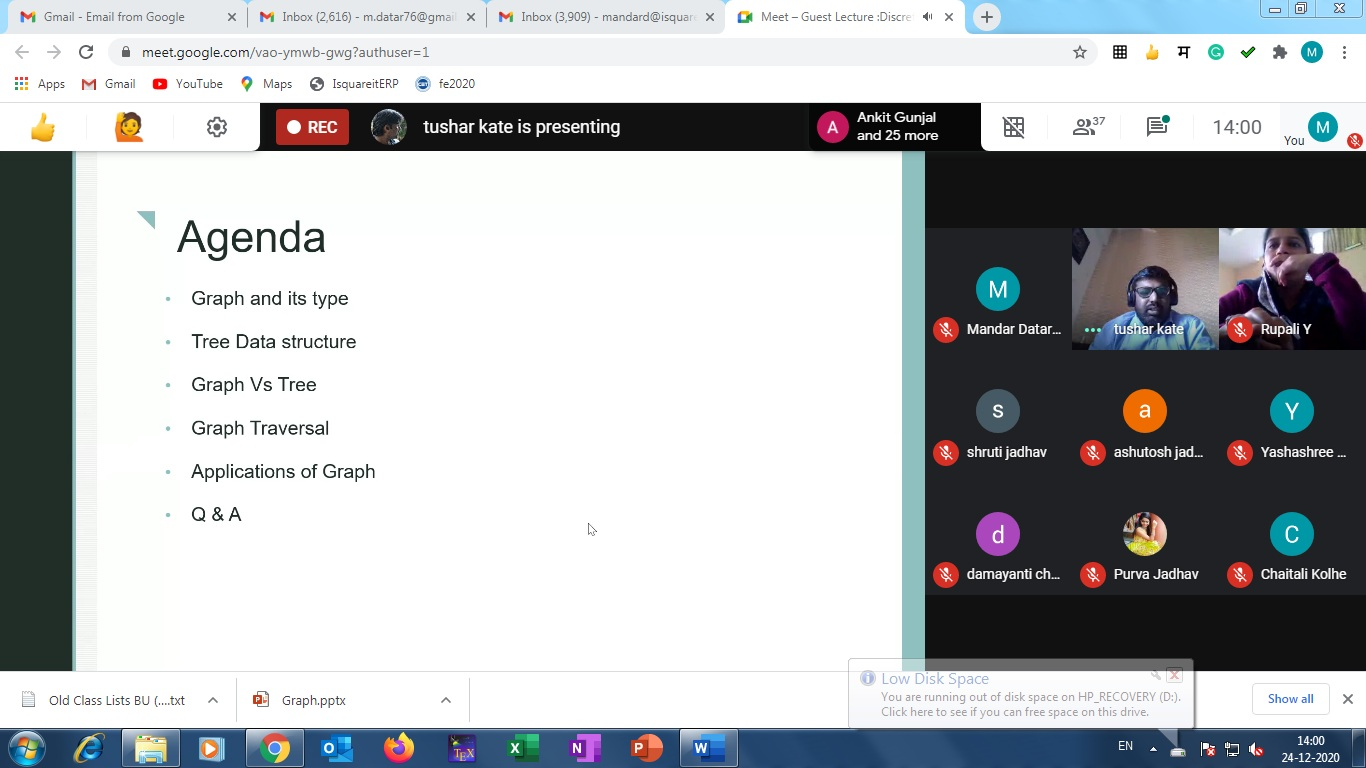 Gmail - Email from Google
Inbox (2,616) - m.datar76@gmail
Inbox (3,909) - mandard@isquar
Meet – Guest Lecture :Discre
meet.google.com/vao-ymwb-gwg?authuser=1
म
G
M
Apps
Gmail
YouTube
Maps
IsquareitERP
fe2020
REC
tushar kate is presenting
A
Ankit Gunjal
and 25 more
37
14:00
You
M
Agenda
Graph and its type
Tree Data structure
Graph Vs Tree
Graph Traversal
Applications of Graph
Q & A
M
Mandar Datar...
tushar kate
Rupali Y
s
shruti jadhav
a
ashutosh jad...
Y
Yashashree ...
d
damayanti ch...
Purva Jadhav
C
Chaitali Kolhe
Low Disk Space
You are running out of disk space on HP_RECOVERY (D:).
Click here to see if you can free space on this drive.
Old Class Lists BU (....txt
Graph.pptx
Show all
EN
14:00
24-12-2020